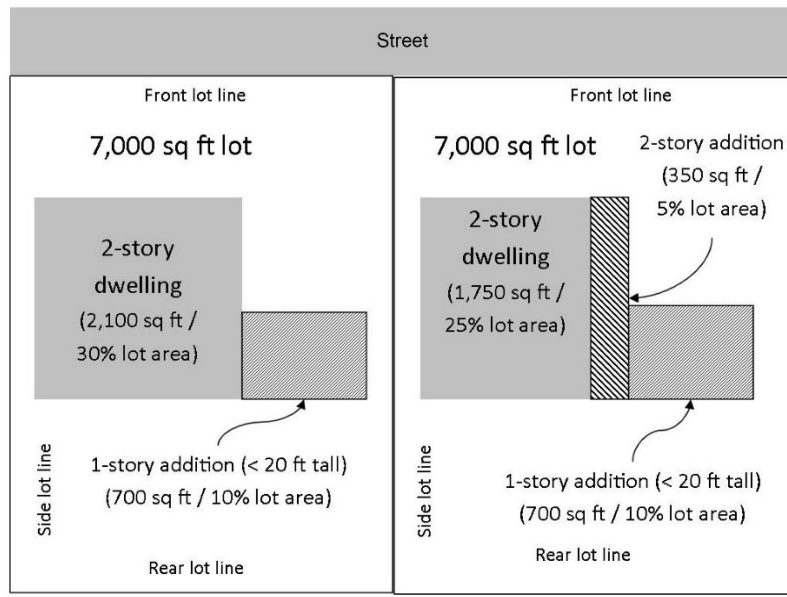 Street
Front lot line
7,000 sq ft lot
2-story
dwelling
(2,100 sq ft /
30% lot area)
1-story addition (< 20 ft tall)
(700 sq ft / 10% lot area)
Side lot line
Rear lot line
Front lot line
7,000 sq ft lot
2-story addition
(350 sq ft /
5% lot area)
2-story
dwelling
(1,750 sq ft /
25% lot area)
1-story addition (< 20 ft tall)
(700 sq ft / 10% lot area)
Side lot line
Rear lot line